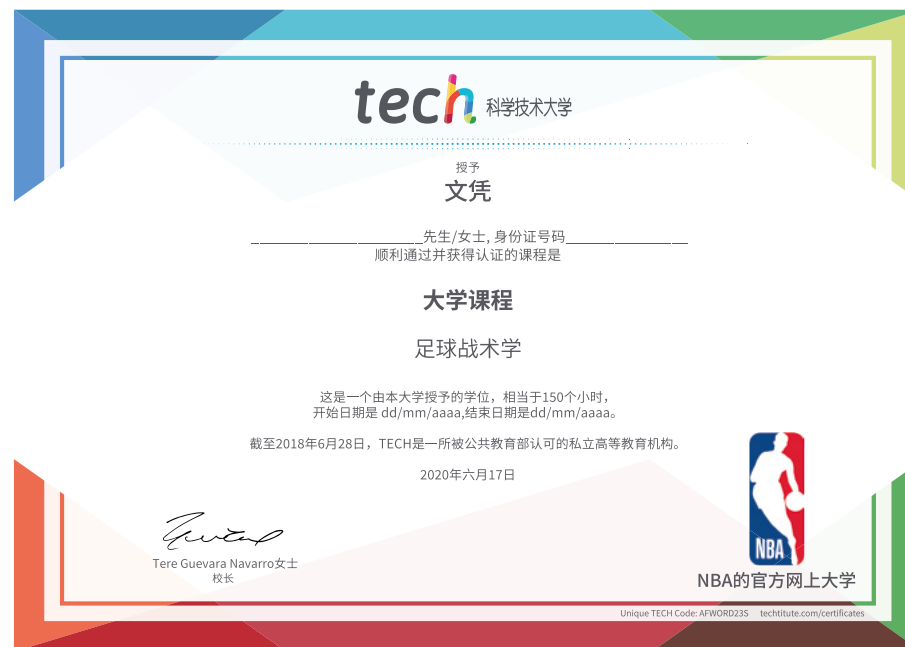 tech 科学技术大学
授予
文凭
______________________先生/女士, 身份证号码_______________
顺利通过并获得认证的课程是
大学课程
足球战术学
这是一个由本大学授予的学位，相当于150个小时，
开始日期是 dd/mm/aaaa,结束日期是dd/mm/aaaa。
截至2018年6月28日，TECH是一所被公共教育部认可的私立高等教育机构。
2020年六月17日
Tere Guevara Navarro女士
校长
NBA
NBA的官方网上大学
Unique TECH Code: AFWORD23S techtitute.com/certificates